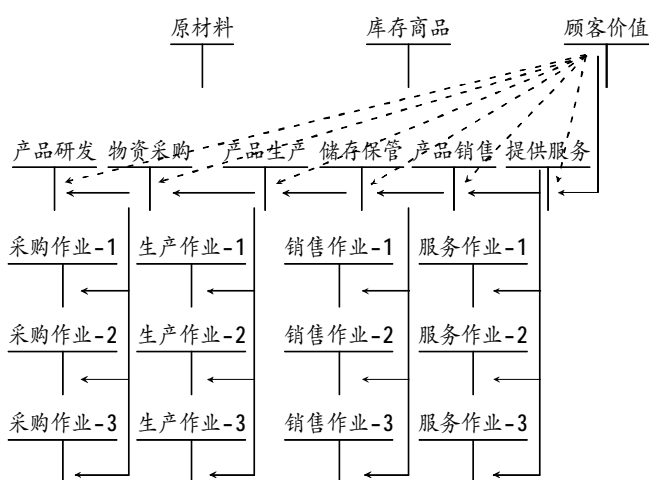 原材料 库存商品 顾客价值
产品研发 物资采购 产品生产 储存保管 产品销售 提供服务
采购作业-1 生产作业-1 销售作业-1 服务作业-1
采购作业-2 生产作业-2 销售作业-2 服务作业-2
采购作业-3 生产作业-3 销售作业-3 服务作业-3